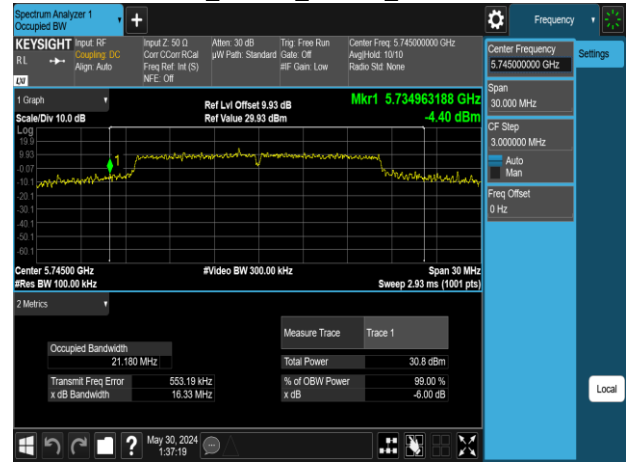 Spectrum Analyzer 1
Occupied BW
Frequency
KEYSIGHT
RL
LXI
Input: RF
Coupling: DC
Align: Auto
Input Z: 50 Ω
Corr CCorr RCal
Freq Ref: Int (S)
NFE: Off
Atten: 30 dB
µW Path: Standard
Trig: Free Run
Gate: Off
#IF Gain: Low
Center Freq: 5.745000000 GHz
Avg|Hold: 10/10
Radio Std: None
Center Frequency
5.745000000 GHz
Settings
Span
30.000 MHz
CF Step
3.000000 MHz
Auto
Man
Freq Offset
0 Hz
Local
1 Graph
Scale/Div 10.0 dB
Ref Lvl Offset 9.93 dB
Ref Value 29.93 dBm
Mkr1 5.734963188 GHz
-4.40 dBm
Log
19.9
9.93
-0.07
-10.1
-20.1
-30.1
-40.1
-50.1
-60.1
1
Center 5.74500 GHz
#Res BW 100.00 kHz
#Video BW 300.00 kHz
Span 30 MHz
Sweep 2.93 ms (1001 pts)
2 Metrics
Measure Trace Trace 1
Occupied Bandwidth
21.180 MHz
Total Power 30.8 dBm
Transmit Freq Error 553.19 kHz
% of OBW Power 99.00 %
x dB Bandwidth 16.33 MHz
x dB -6.00 dB
May 30, 2024
1:37:19